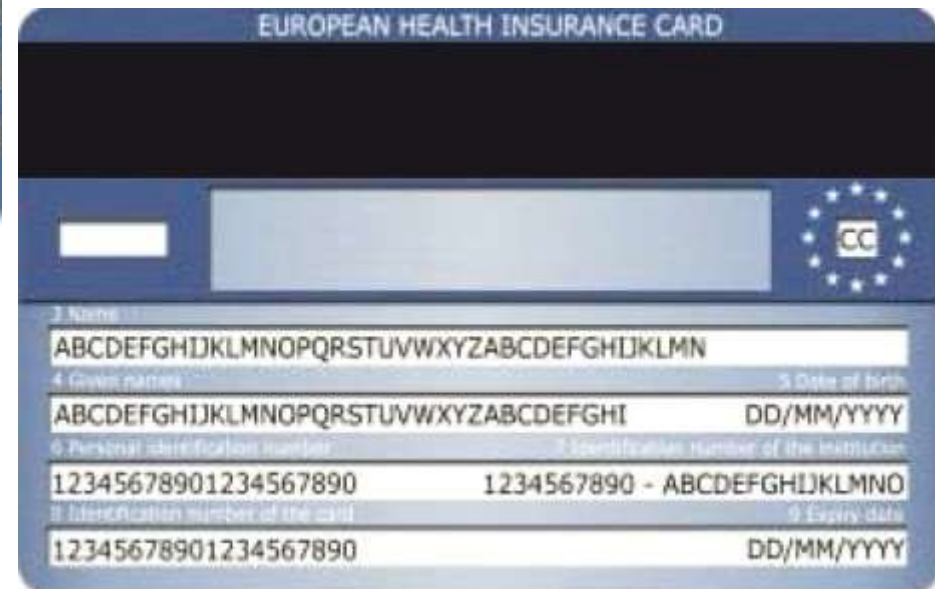 EUROPEAN HEALTH INSURANCE CARD
CC
3 Name
ABCDEFGHIJKLMNOPQRSTUVWXYZABCDEFGHIJKLMN
4 Given names 5 Date of birth
ABCDEFGHIJKLMNOPQRSTUVWXYZABCDEFGHI DD/MM/YYYY
6 Personal identification number 7 Identification number of the institution
12345678901234567890 1234567890 - ABCDEFGHIJKLMNO
8 Identification number of the card 9 Expiry date
12345678901234567890 DD/MM/YYYY